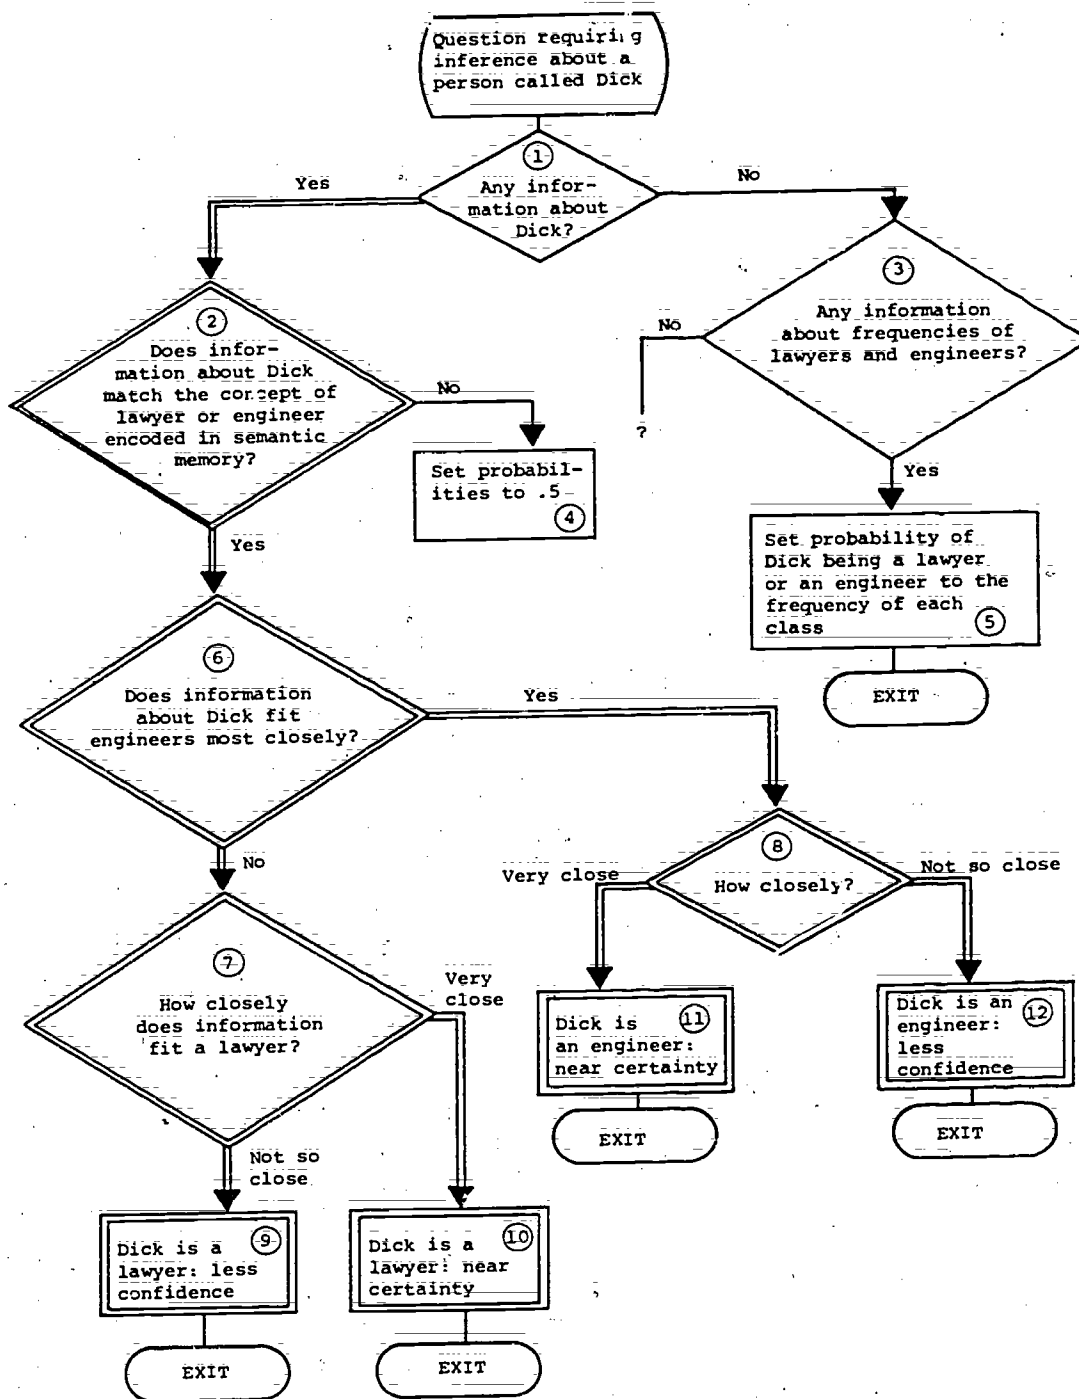 Question requiring
inference about a
person called Dick
1
Any infor-
mation about
Dick?
Yes
No
2
Does infor-
mation about Dick
match the concept of
lawyer or engineer
encoded in semantic
memory?
3
Any information
about frequencies of
lawyers and engineers?
No
?
No
Set probabil-
ities to .5
4
Yes
Yes
Set probability of
Dick being a lawyer
or an engineer to the
frequency of each
class
5
EXIT
6
Does information
about Dick fit
engineers most closely?
Yes
No
8
How closely?
Very close
Not so close
7
How closely
does information
fit a lawyer?
Very
close
Not so
close
11
Dick is
an engineer:
near certainty
EXIT
12
Dick is an
engineer:
less
confidence
EXIT
9
Dick is a
lawyer: less
confidence
EXIT
10
Dick is a
lawyer: near
certainty
EXIT